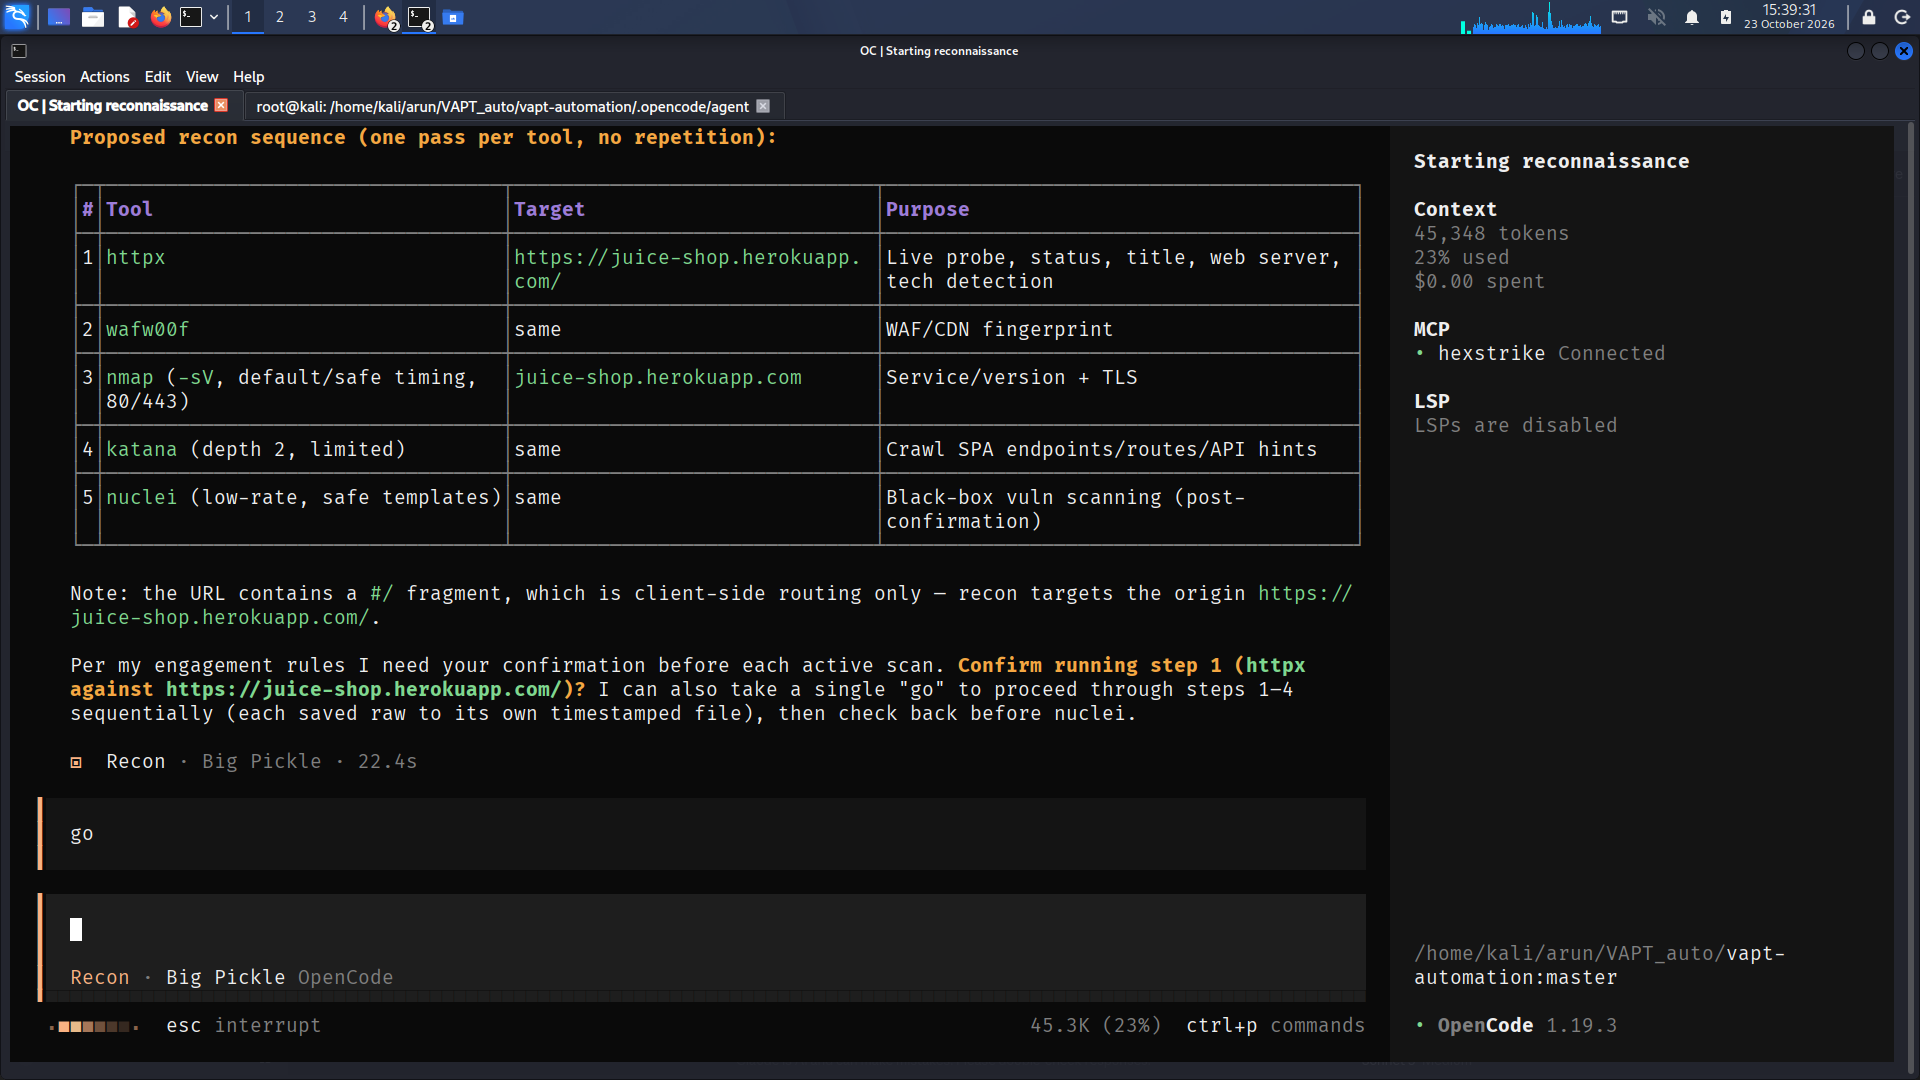 1 2 3 4
2
2
15:39:31
23 October 2026
OC | Starting reconnaissance
Session Actions Edit View Help
OC | Starting reconnaissance
root@kali: /home/kali/arun/VAPT_auto/vapt-automation/.opencode/agent
Proposed recon sequence (one pass per tool, no repetition):
# Tool Target Purpose
1 httpx https://juice-shop.herokuapp. Live probe, status, title, web server,
com/ tech detection
2 wafw00f same WAF/CDN fingerprint
3 nmap (-sV, default/safe timing, juice-shop.herokuapp.com Service/version + TLS
80/443)
4 katana (depth 2, limited) same Crawl SPA endpoints/routes/API hints
5 nuclei (low-rate, safe templates) same Black-box vuln scanning (post-
confirmation)
Note: the URL contains a #/ fragment, which is client-side routing only — recon targets the origin https://
juice-shop.herokuapp.com/.
Per my engagement rules I need your confirmation before each active scan. Confirm running step 1 (httpx
against https://juice-shop.herokuapp.com/)? I can also take a single "go" to proceed through steps 1–4
sequentially (each saved raw to its own timestamped file), then check back before nuclei.
Recon · Big Pickle · 22.4s
go
Recon · Big Pickle OpenCode
esc interrupt
45.3K (23%) ctrl+p commands
Starting reconnaissance
Context
45,348 tokens
23% used
$0.00 spent
MCP
• hexstrike Connected
LSP
LSPs are disabled
/home/kali/arun/VAPT_auto/vapt-
automation:master
• OpenCode 1.19.3